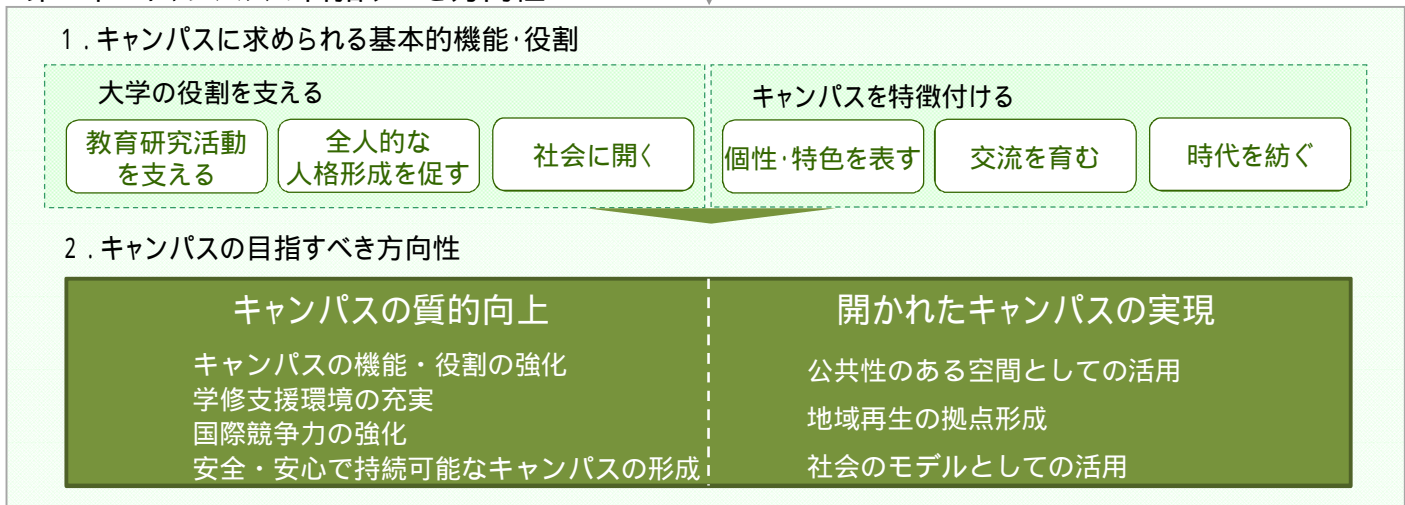 1.キャンパスに求められる基本的機能・役割
大学の役割を支える
教育研究活動
を支える
全人的な
人格形成を促す
社会に開く
キャンパスを特徴付ける
個性・特色を表す
交流を育む
時代を紡ぐ
2.キャンパスの目指すべき方向性
キャンパスの質的向上
キャンパスの機能・役割の強化
学修支援環境の充実
国際競争力の強化
安全・安心で持続可能なキャンパスの形成
開かれたキャンパスの実現
公共性のある空間としての活用
地域再生の拠点形成
社会のモデルとしての活用